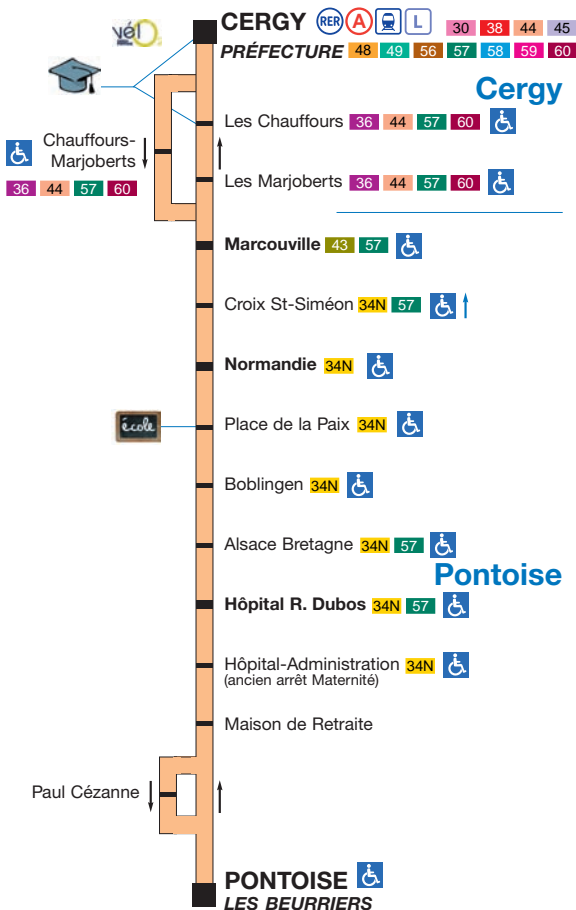 vélO
CERGY RER A L 30 38 44 45
PRÉFECTURE 48 49 56 57 58 59 60
Cergy
Les Chauffours 36 44 57 60
Chauffours-
Marjoberts
36 44 57 60
Les Marjoberts 36 44 57 60
Marcouville 43 57
Croix St-Siméon 34N 57
Normandie 34N
école
Place de la Paix 34N
Boblingen 34N
Alsace Bretagne 34N 57
Pontoise
Hôpital R. Dubos 34N 57
Hôpital-Administration 34N
(ancien arrêt Maternité)
Maison de Retraite
Paul Cézanne
PONTOISE
LES BEURRIERS